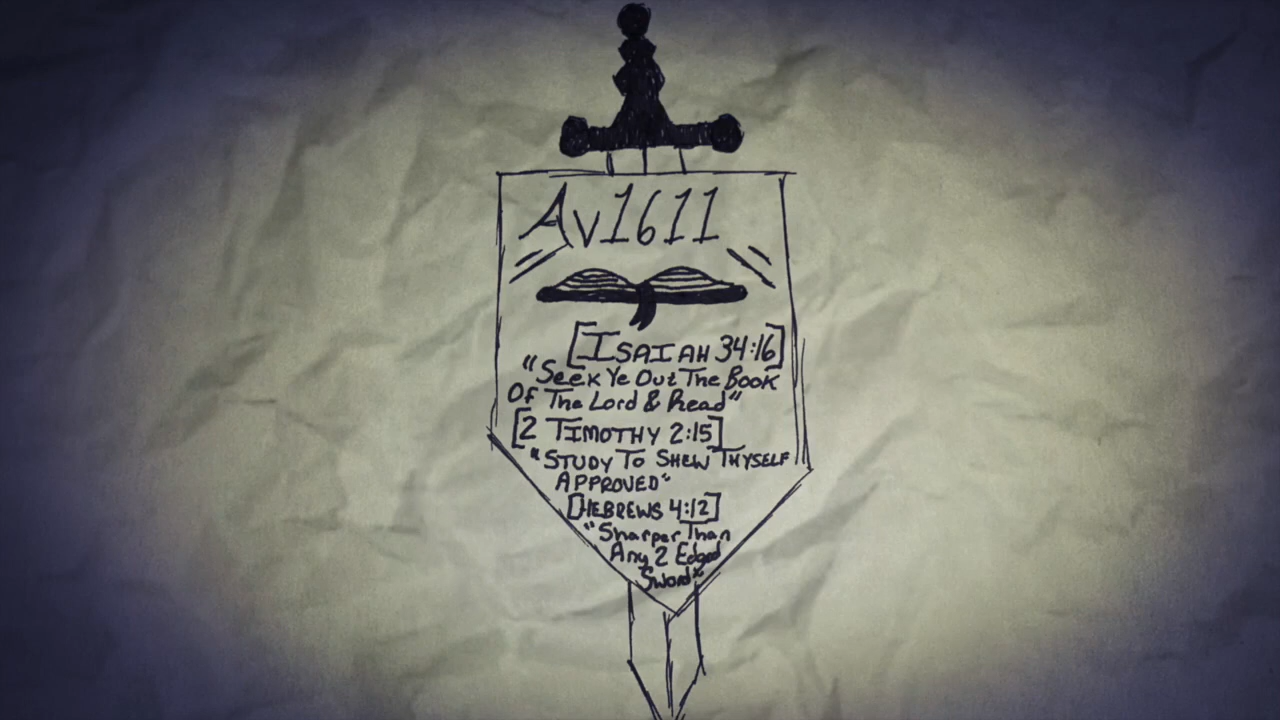 Av1611
[ISAIAH 34:16]
"Seek Ye Out The Book
Of The Lord & Read"
[2 TIMOTHY 2:15]
"STUDY TO SHEW THYSELF
APPROVED"
[HEBREWS 4:12]
"Sharper Than
Any 2 Edged
Sword"